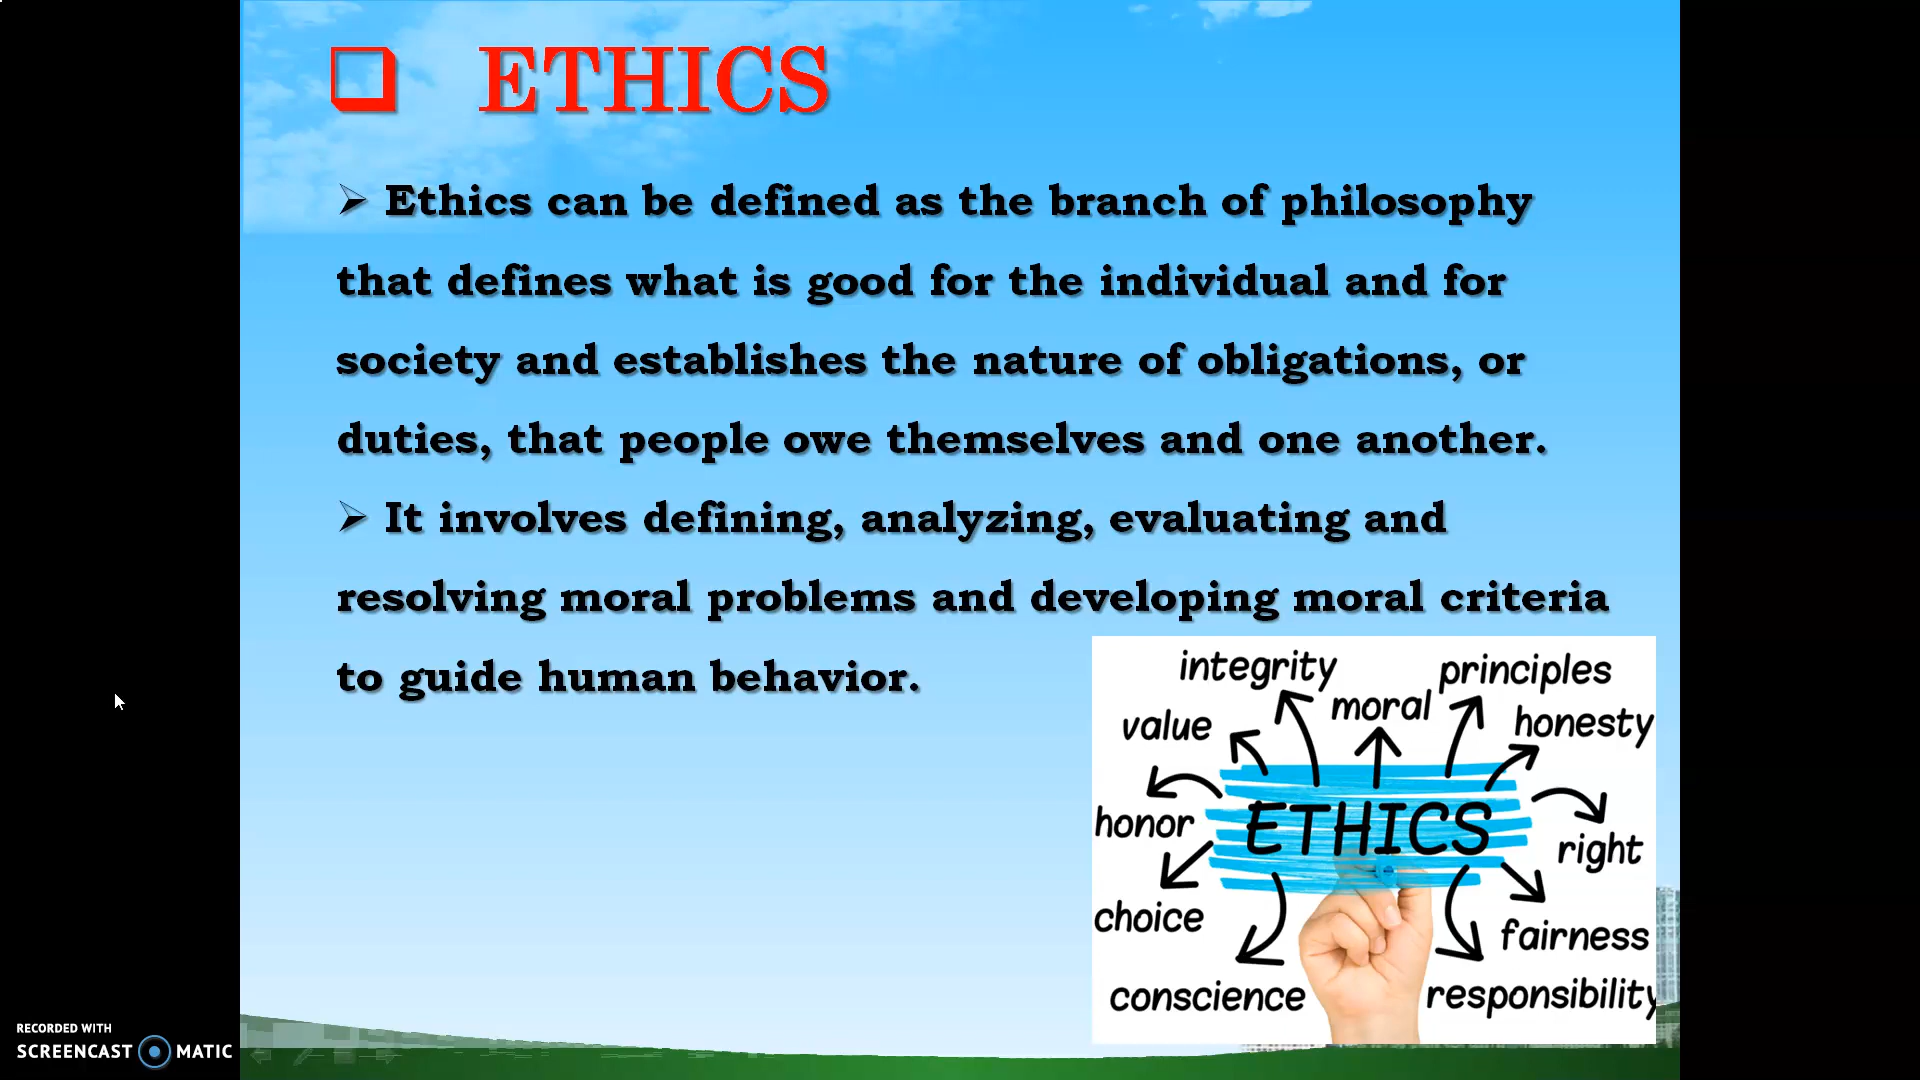 ❑ ETHICS
➢ Ethics can be defined as the branch of philosophy
that defines what is good for the individual and for
society and establishes the nature of obligations, or
duties, that people owe themselves and one another.
➢ It involves defining, analyzing, evaluating and
resolving moral problems and developing moral criteria
to guide human behavior.
integrity
principles
moral
value
honesty
honor
ETHICS
right
choice
fairness
conscience
responsibility
RECORDED WITH
SCREENCAST MATIC